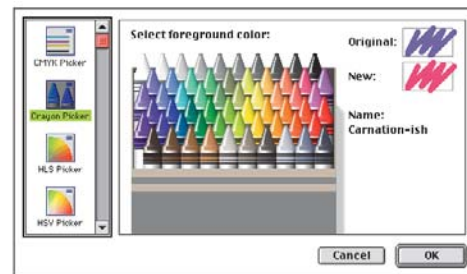 CMYK Picker
Crayon Picker
HLS Picker
HSV Picker
Select foreground color:
Original:
New:
Name:
Carnation-ish
Cancel
OK